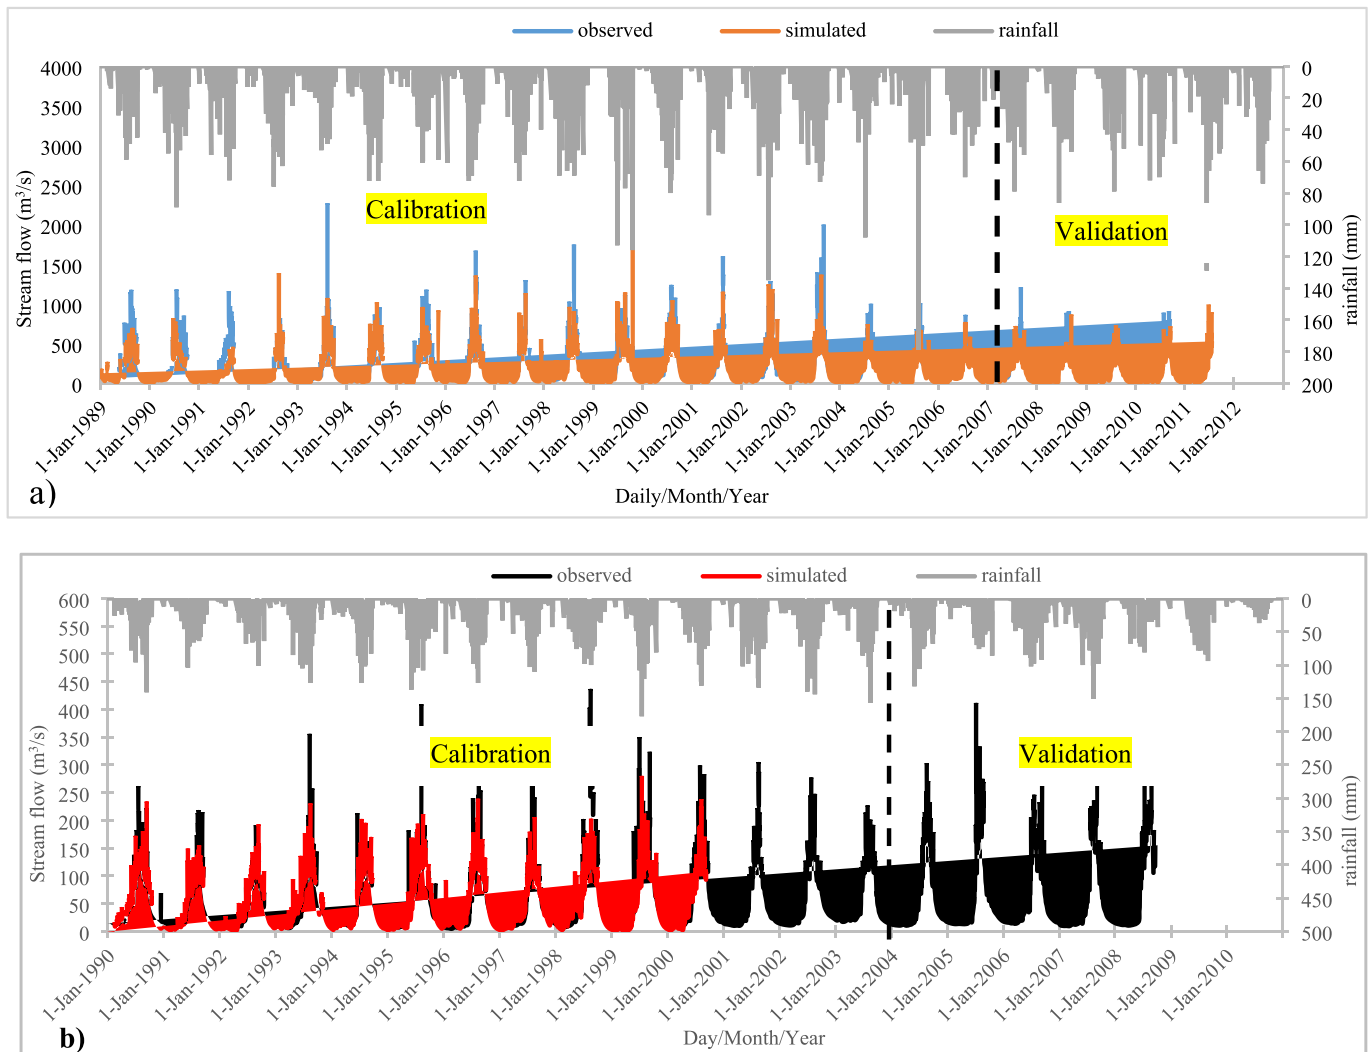 observed simulated rainfall
4000
3500
3000
2500
2000
1500
1000
500
0
Stream flow (m³/s)
0
20
40
60
80
100
120
140
160
180
200
rainfall (mm)
Calibration
Validation
1-Jan-1989
1-Jan-1990
1-Jan-1991
1-Jan-1992
1-Jan-1993
1-Jan-1994
1-Jan-1995
1-Jan-1996
1-Jan-1997
1-Jan-1998
1-Jan-1999
1-Jan-2000
1-Jan-2001
1-Jan-2002
1-Jan-2003
1-Jan-2004
1-Jan-2005
1-Jan-2006
1-Jan-2007
1-Jan-2008
1-Jan-2009
1-Jan-2010
1-Jan-2011
1-Jan-2012
a)
Daily/Month/Year
observed simulated rainfall
600
550
500
450
400
350
300
250
200
150
100
50
0
Stream flow (m³/s)
0
50
100
150
200
250
300
350
400
450
500
rainfall (mm)
Calibration
Validation
1-Jan-1990
1-Jan-1991
1-Jan-1992
1-Jan-1993
1-Jan-1994
1-Jan-1995
1-Jan-1996
1-Jan-1997
1-Jan-1998
1-Jan-1999
1-Jan-2000
1-Jan-2001
1-Jan-2002
1-Jan-2003
1-Jan-2004
1-Jan-2005
1-Jan-2006
1-Jan-2007
1-Jan-2008
1-Jan-2009
1-Jan-2010
b)
Day/Month/Year